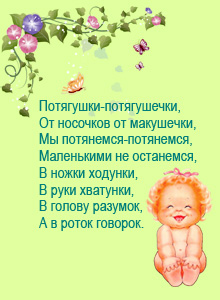 Потягушки-потягушечки,
От носочков от макушечки,
Мы потянемся-потянемся,
Маленькими не останемся,
В ножки ходунки,
В руки хватунки,
В голову разумок,
А в роток говорок.